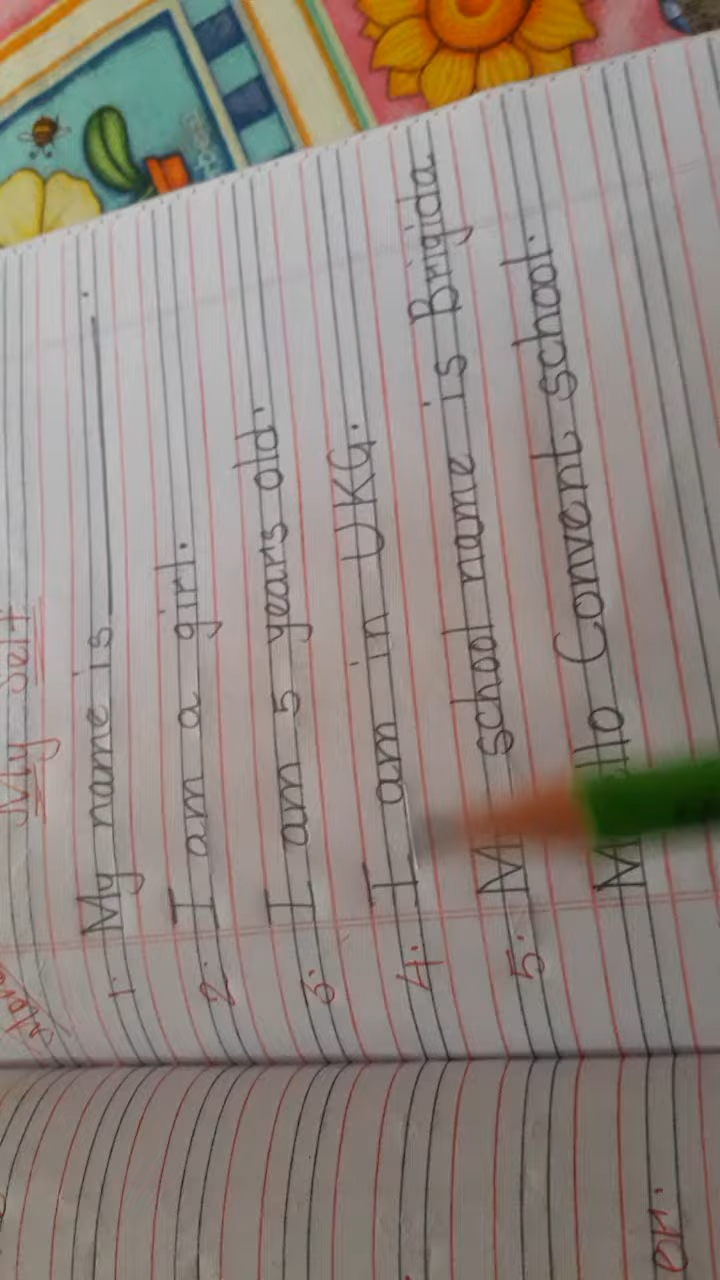 My Self
1. My name is ______.
2. I am a girl.
3. I am 5 years old.
4. I am in UKG.
5. My school name is Brigida
Convent school.